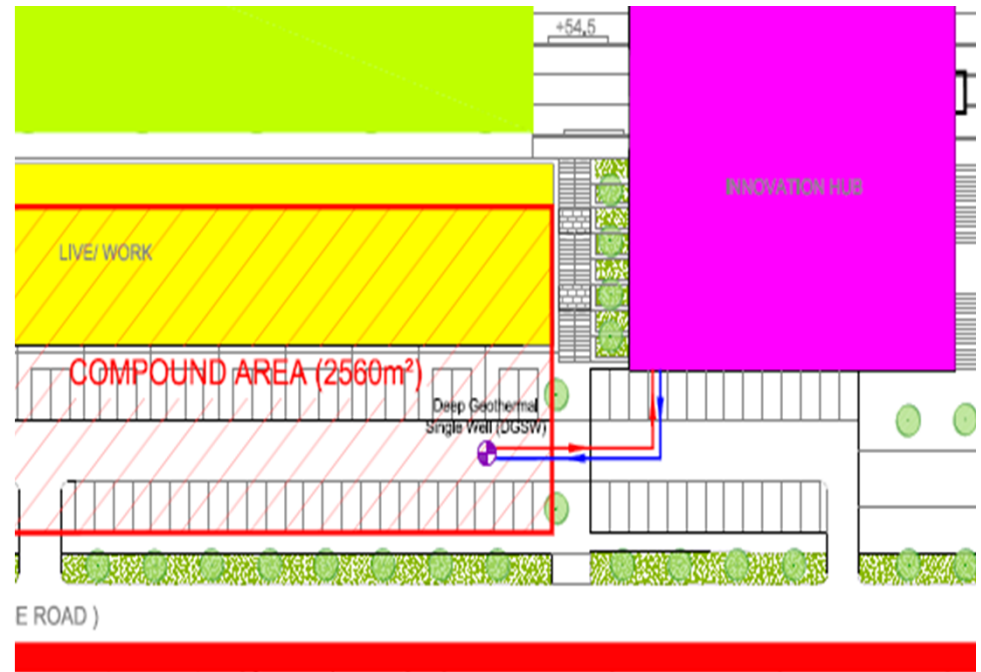 +54,5
INNOVATION HUB
LIVE/ WORK
COMPOUND AREA (2560m²)
Deep Geothermal
Single Well (DGSW)
E ROAD )